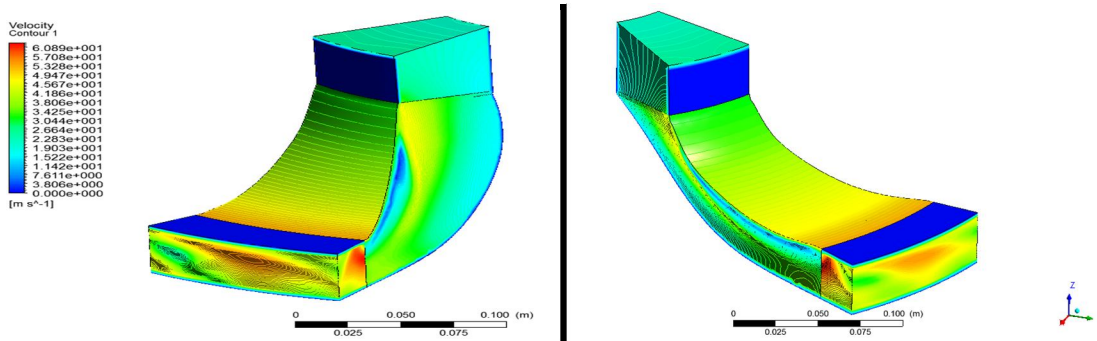 Velocity
Contour 1
6.089e+001
5.708e+001
5.328e+001
4.947e+001
4.567e+001
4.186e+001
3.806e+001
3.425e+001
3.044e+001
2.664e+001
2.283e+001
1.903e+001
1.522e+001
1.142e+001
7.611e+000
3.806e+000
0.000e+000
[m s^-1]
0 0.050 0.100 (m)
0.025 0.075
0 0.050 0.100 (m)
0.025 0.075
Z